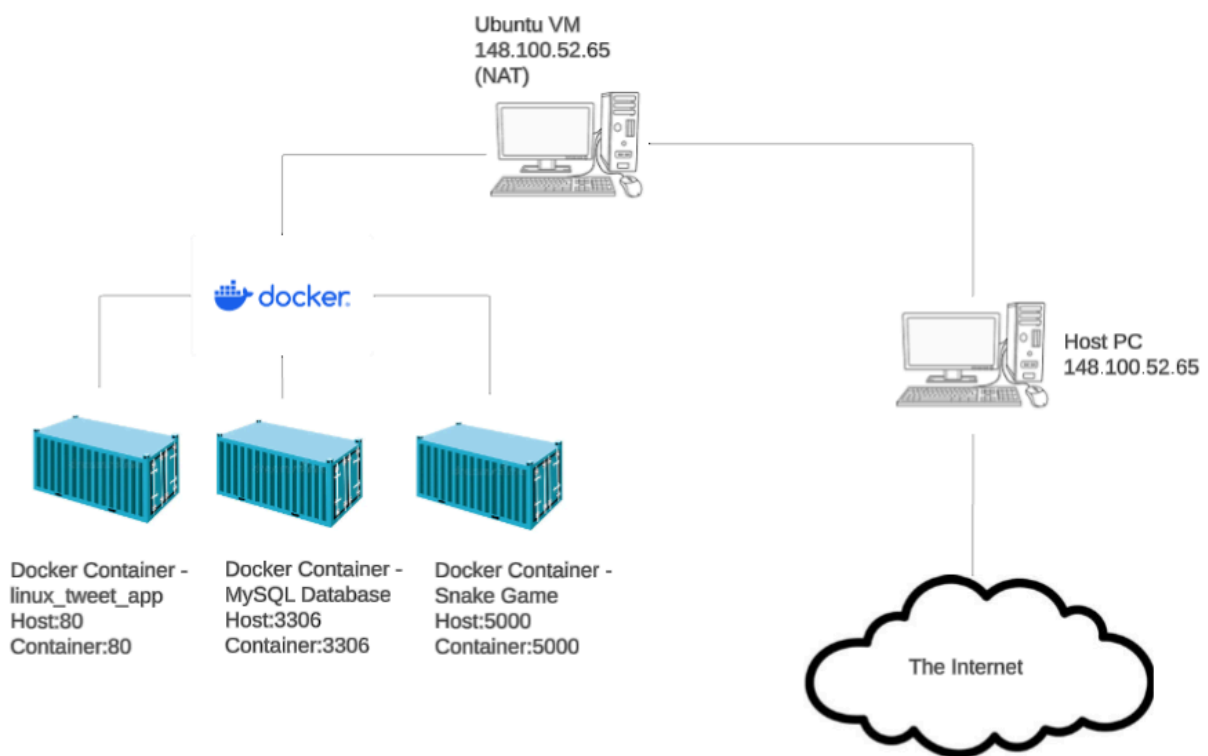 Ubuntu VM
148.100.52.65
(NAT)
docker
Host PC
148.100.52.65
Docker Container -
linux_tweet_app
Host:80
Container:80
Docker Container -
MySQL Database
Host:3306
Container:3306
Docker Container -
Snake Game
Host:5000
Container:5000
The Internet